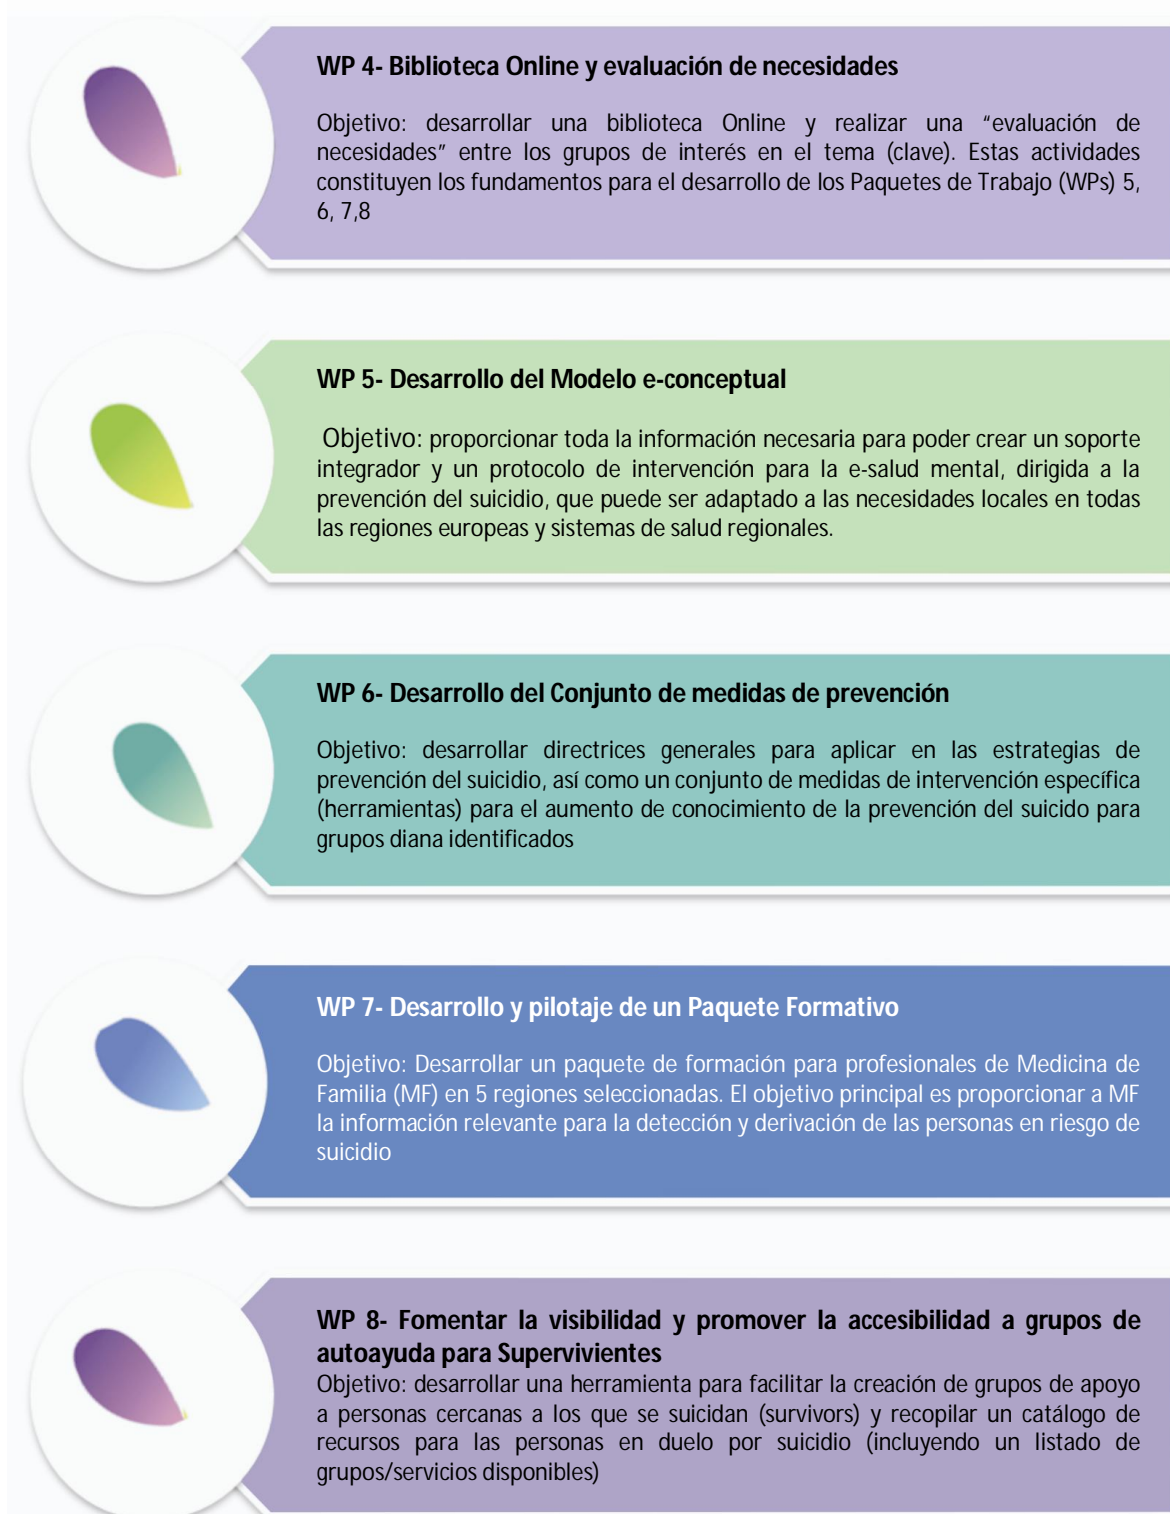 WP 4- Biblioteca Online y evaluación de necesidades
Objetivo: desarrollar una biblioteca Online y realizar una “evaluación de
necesidades” entre los grupos de interés en el tema (clave). Estas actividades
constituyen los fundamentos para el desarrollo de los Paquetes de Trabajo (WPs) 5,
6, 7,8
WP 5- Desarrollo del Modelo e-conceptual
Objetivo: proporcionar toda la información necesaria para poder crear un soporte
integrador y un protocolo de intervención para la e-salud mental, dirigida a la
prevención del suicidio, que puede ser adaptado a las necesidades locales en todas
las regiones europeas y sistemas de salud regionales.
WP 6- Desarrollo del Conjunto de medidas de prevención
Objetivo: desarrollar directrices generales para aplicar en las estrategias de
prevención del suicidio, así como un conjunto de medidas de intervención específica
(herramientas) para el aumento de conocimiento de la prevención del suicido para
grupos diana identificados
WP 7- Desarrollo y pilotaje de un Paquete Formativo
Objetivo: Desarrollar un paquete de formación para profesionales de Medicina de
Familia (MF) en 5 regiones seleccionadas. El objetivo principal es proporcionar a MF
la información relevante para la detección y derivación de las personas en riesgo de
suicidio
WP 8- Fomentar la visibilidad y promover la accesibilidad a grupos de
autoayuda para Supervivientes
Objetivo: desarrollar una herramienta para facilitar la creación de grupos de apoyo
a personas cercanas a los que se suicidan (survivors) y recopilar un catálogo de
recursos para las personas en duelo por suicidio (incluyendo un listado de
grupos/servicios disponibles)